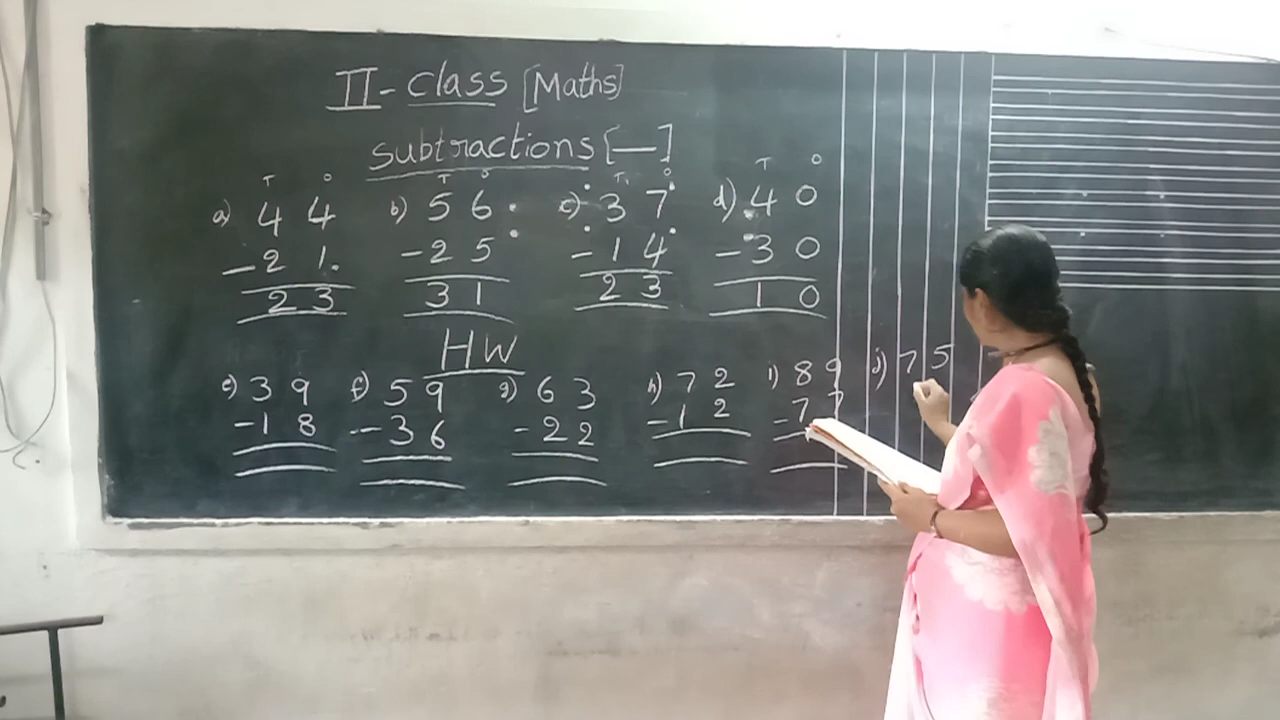 II - Class [Maths]
Subtractions [—]
T O T O T O T O
a) 4 4 b) 5 6 c) 3 7 d) 4 0
- 2 1 - 2 5 - 1 4 - 3 0
2 3 3 1 2 3 1 0
HW
e) 3 9 f) 5 9 g) 6 3 h) 7 2 i) 8 9 j) 7 5
- 1 8 - 3 6 - 2 2 - 1 2 - 7 7